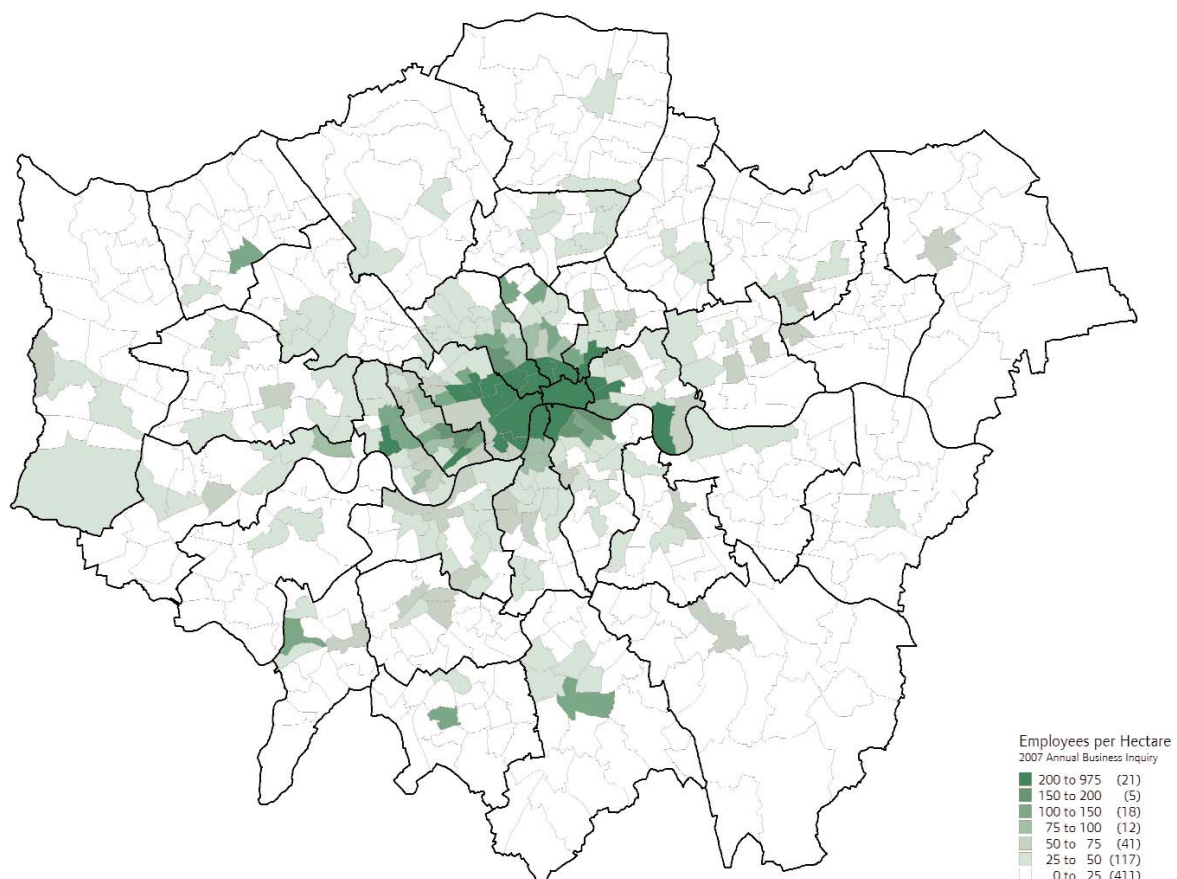 Employees per Hectare
2007 Annual Business Inquiry
200 to 975 (21)
150 to 200 (5)
100 to 150 (18)
75 to 100 (12)
50 to 75 (41)
25 to 50 (117)
0 to 25 (411)